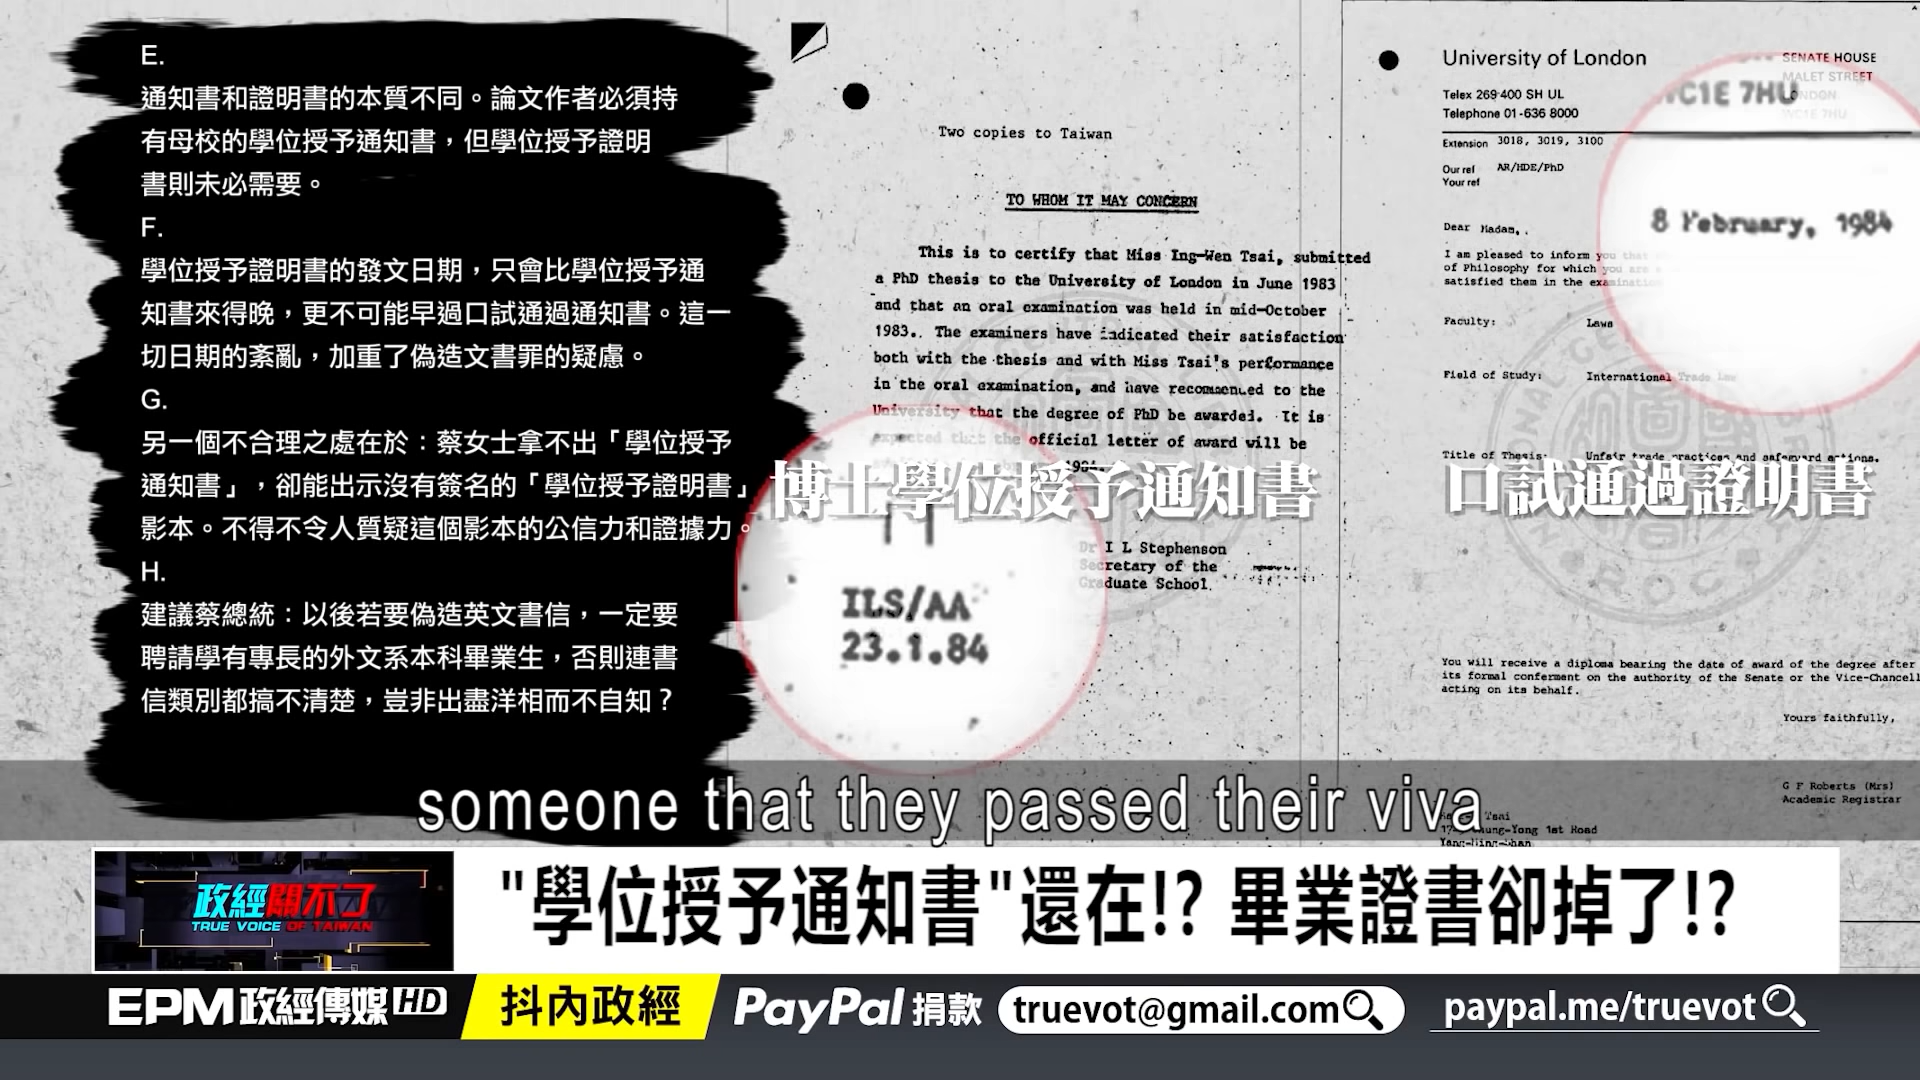 E.
通知書和證明書的本質不同。論文作者必須持
有母校的學位授予通知書，但學位授予證明
書則未必需要。
F.
學位授予證明書的發文日期，只會比學位授予通
知書來得晚，更不可能早過口試通過通知書。這一
切日期的紊亂，加重了偽造文書罪的疑慮。
G.
另一個不合理之處在於：蔡女士拿不出「學位授予
通知書」，卻能出示沒有簽名的「學位授予證明書」
影本。不得不令人質疑這個影本的公信力和證據力。
H.
建議蔡總統：以後若要偽造英文書信，一定要
聘請學有專長的外文系本科畢業生，否則連書
信類別都搞不清楚，豈非出盡洋相而不自知？
Two copies to Taiwan
TO WHOM IT MAY CONCERN
This is to certify that Miss Ing-Wen Tsai, submitted
a PhD thesis to the University of London in June 1983
and that an oral examination was held in mid-October
1983. The examiners have indicated their satisfaction
both with the thesis and with Miss Tsai's performance
in the oral examination, and have recommended to the
University that the degree of PhD be awarded. It is
expected that the official letter of award will be
1984.
博士學位授予通知書
Dr I L Stephenson
Secretary of the
Graduate School.
ILS/AA
23.1.84
University of London
SENATE HOUSE
MALET STREET
LONDON
WC1E 7HU
WC1E 7HU
Telex 269400 SH UL
Telephone 01-636 8000
Extension 3018, 3019, 3100
Our ref AR/HDE/PhD
Your ref
8 February, 1984
Dear Madam,
I am pleased to inform you that
of Philosophy for which you are
satisfied them in the examination
Faculty: Laws
Field of Study: International Trade Law
Title of Thesis: Unfair trade practices and safeguard actions.
口試通過證明書
You will receive a diploma bearing the date of award of the degree after
its formal conferment on the authority of the Senate or the Vice-Chancell
acting on its behalf.
Yours faithfully,
G F Roberts (Mrs)
Academic Registrar
Tsai
1st Road
someone that they passed their viva
政經關不了
TRUE VOICE OF TAIWAN
"學位授予通知書"還在!? 畢業證書卻掉了!?
EPM政經傳媒HD
抖內政經
PayPal 捐款
truevot@gmail.com
paypal.me/truevot